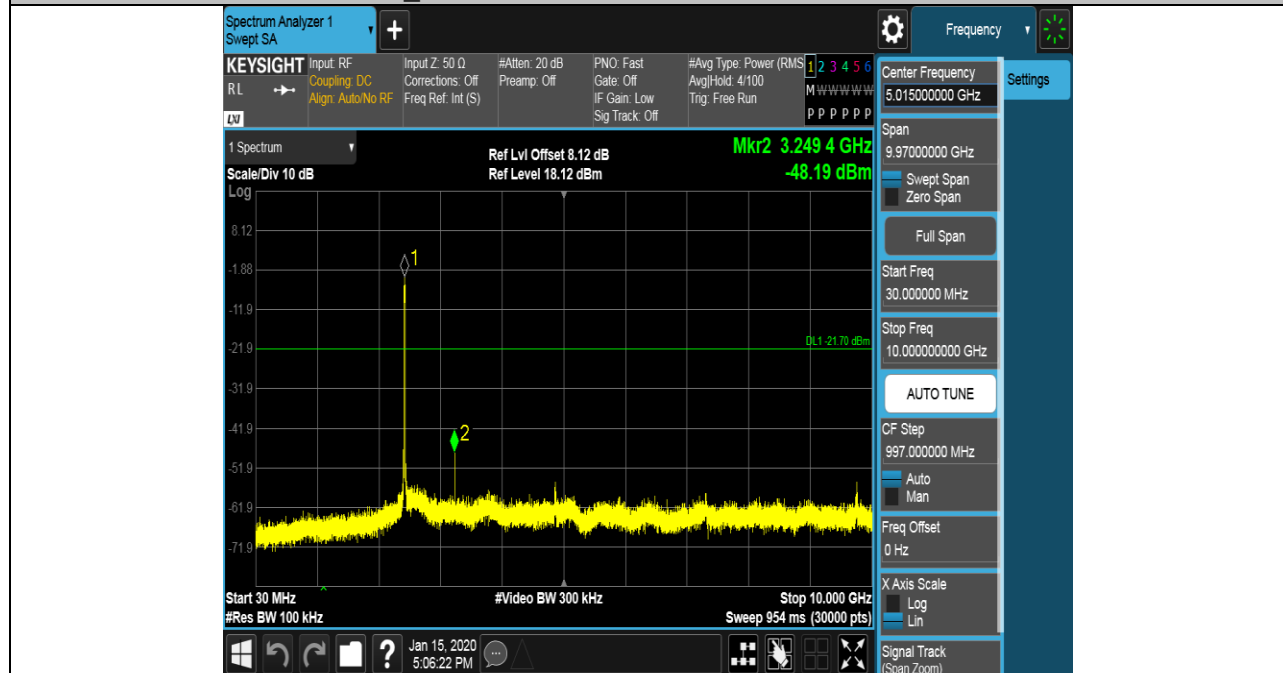 Spectrum Analyzer 1
Swept SA
+
Frequency
KEYSIGHT
RL
LXI
Input: RF
Coupling: DC
Align: Auto/No RF
Input Z: 50 Ω
Corrections: Off
Freq Ref: Int (S)
#Atten: 20 dB
Preamp: Off
PNO: Fast
Gate: Off
IF Gain: Low
Sig Track: Off
#Avg Type: Power (RMS
Avg|Hold: 4/100
Trig: Free Run
1 2 3 4 5 6
M W W W W W
P P P P P P
1 Spectrum
Scale/Div 10 dB
Log
Ref Lvl Offset 8.12 dB
Ref Level 18.12 dBm
Mkr2 3.249 4 GHz
-48.19 dBm
8.12
-1.88
-11.9
-21.9
-31.9
-41.9
-51.9
-61.9
-71.9
1
2
DL1 -21.70 dBm
Start 30 MHz
#Res BW 100 kHz
#Video BW 300 kHz
Stop 10.000 GHz
Sweep 954 ms (30000 pts)
Jan 15, 2020
5:06:22 PM
?
Center Frequency
5.015000000 GHz
Span
9.97000000 GHz
Swept Span
Zero Span
Full Span
Start Freq
30.000000 MHz
Stop Freq
10.000000000 GHz
AUTO TUNE
CF Step
997.000000 MHz
Auto
Man
Freq Offset
0 Hz
X Axis Scale
Log
Lin
Signal Track
(Span Zoom)
Settings